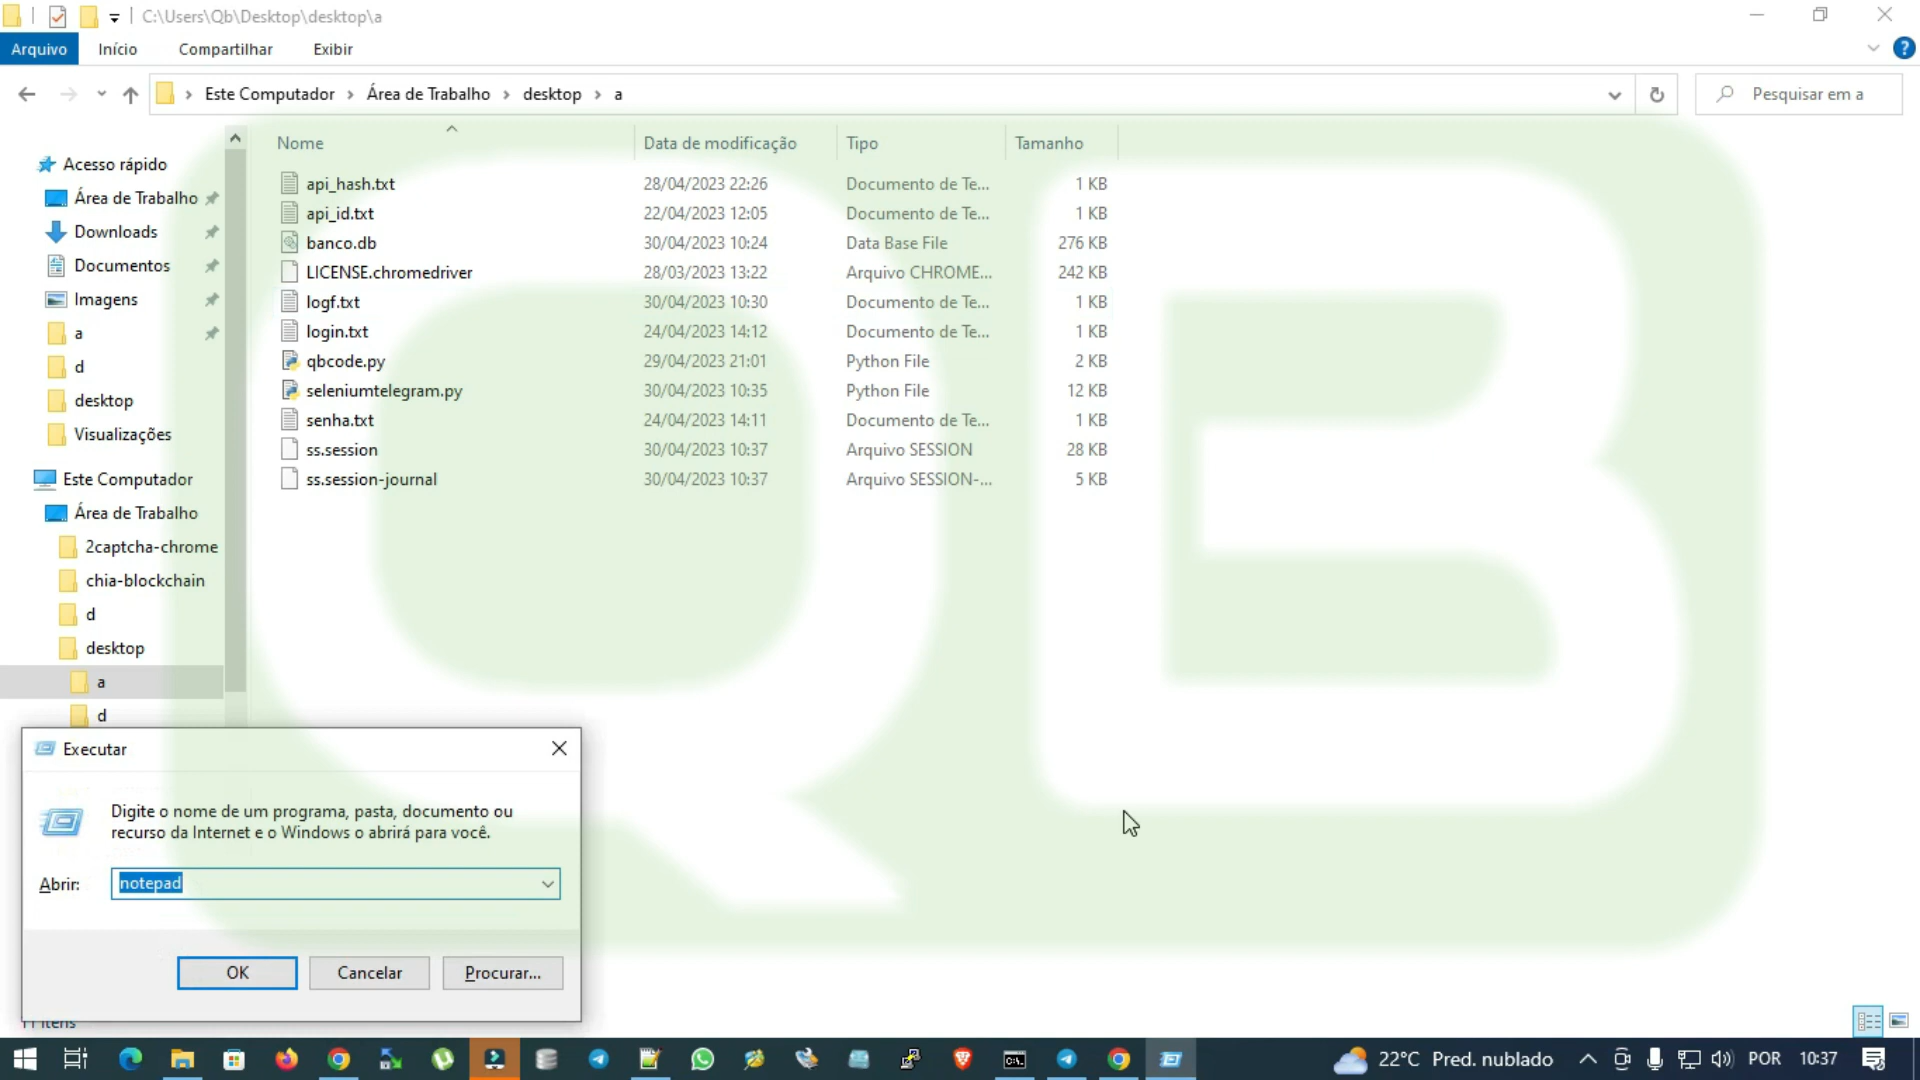 C:\Users\Qb\Desktop\desktop\a
Arquivo Início Compartilhar Exibir
Este Computador Área de Trabalho desktop a
Pesquisar em a
Nome Data de modificação Tipo Tamanho
Acesso rápido
Área de Trabalho
Downloads
Documentos
Imagens
a
d
desktop
Visualizações
Este Computador
Área de Trabalho
2captcha-chrome
chia-blockchain
d
desktop
a
d
api_hash.txt 28/04/2023 22:26 Documento de Te... 1 KB
api_id.txt 22/04/2023 12:05 Documento de Te... 1 KB
banco.db 30/04/2023 10:24 Data Base File 276 KB
LICENSE.chromedriver 28/03/2023 13:22 Arquivo CHROME... 242 KB
logf.txt 30/04/2023 10:30 Documento de Te... 1 KB
login.txt 24/04/2023 14:12 Documento de Te... 1 KB
qbcode.py 29/04/2023 21:01 Python File 2 KB
seleniumtelegram.py 30/04/2023 10:35 Python File 12 KB
senha.txt 24/04/2023 14:11 Documento de Te... 1 KB
ss.session 30/04/2023 10:37 Arquivo SESSION 28 KB
ss.session-journal 30/04/2023 10:37 Arquivo SESSION-... 5 KB
QB
Executar
Digite o nome de um programa, pasta, documento ou
recurso da Internet e o Windows o abrirá para você.
Abrir: notepad
OK Cancelar Procurar...
11 itens
22°C Pred. nublado POR 10:37